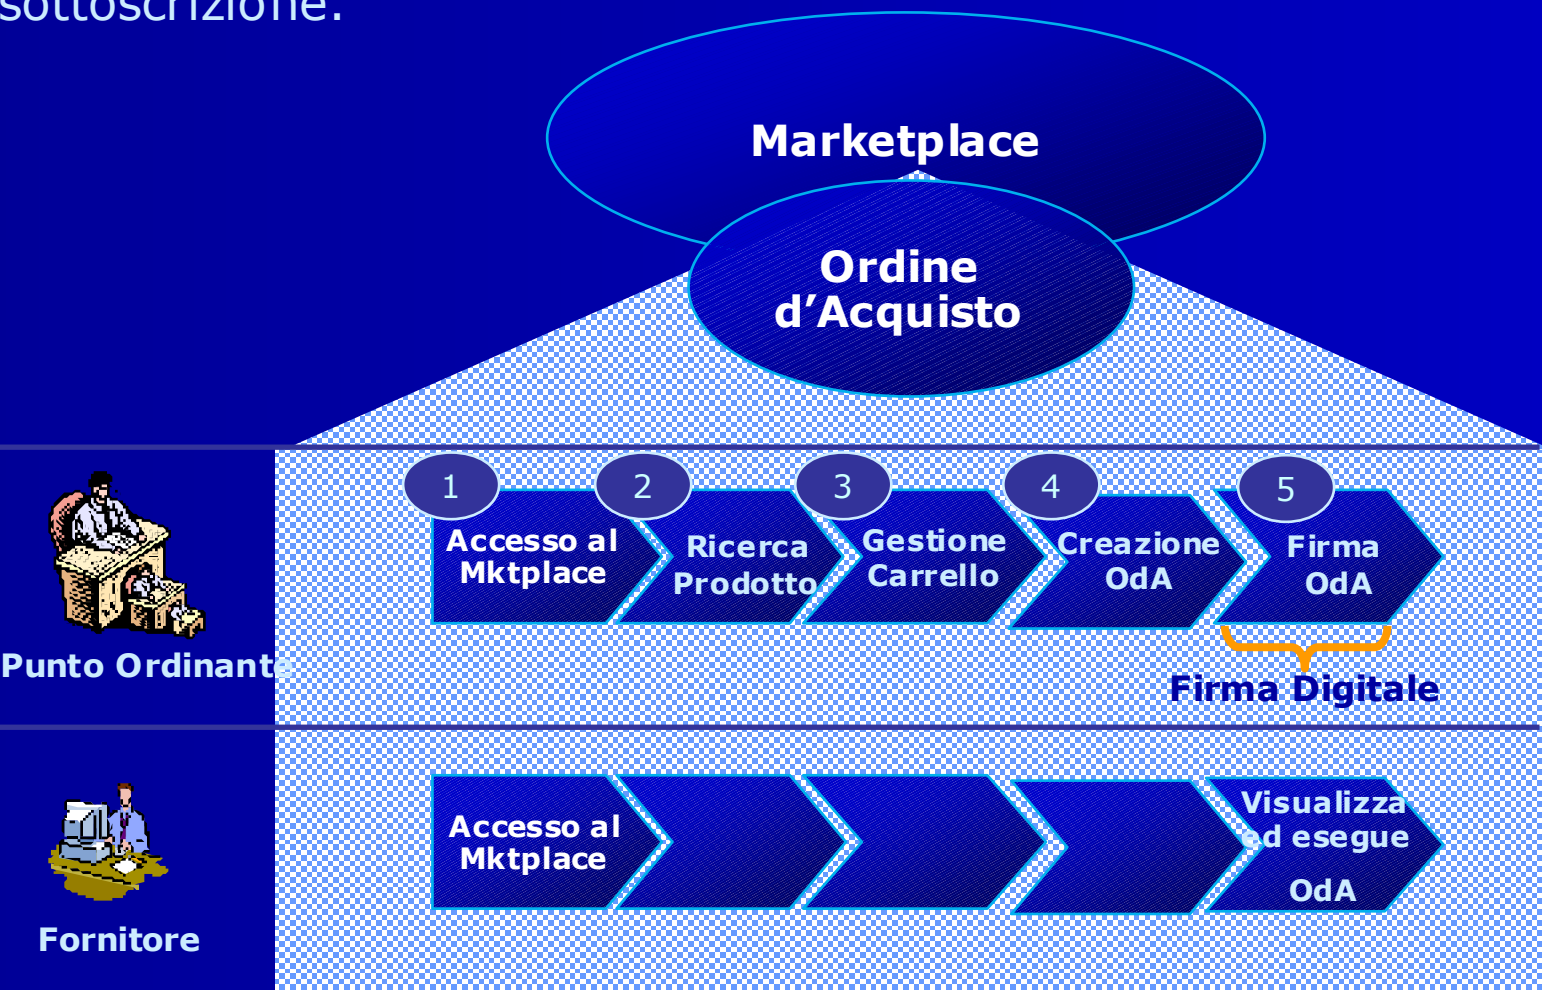 sottoscrizione.
Marketplace
Ordine
d’Acquisto
1
2
3
4
5
Accesso al
Mktplace
Ricerca
Prodotto
Gestione
Carrello
Creazione
OdA
Firma
OdA
Punto Ordinante
Firma Digitale
Accesso al
Mktplace
Visualizza
ed esegue
OdA
Fornitore